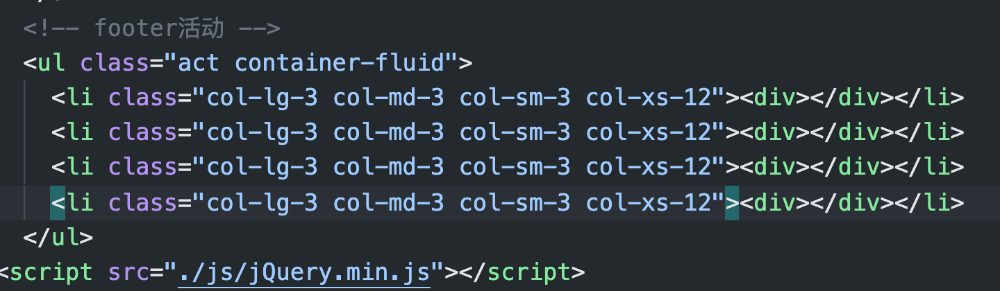 <!-- footer活动 -->
<ul class="act container-fluid">
<li class="col-lg-3 col-md-3 col-sm-3 col-xs-12"><div></div></li>
<li class="col-lg-3 col-md-3 col-sm-3 col-xs-12"><div></div></li>
<li class="col-lg-3 col-md-3 col-sm-3 col-xs-12"><div></div></li>
<li class="col-lg-3 col-md-3 col-sm-3 col-xs-12"><div></div></li>
</ul>
<script src="./js/jQuery.min.js"></script>